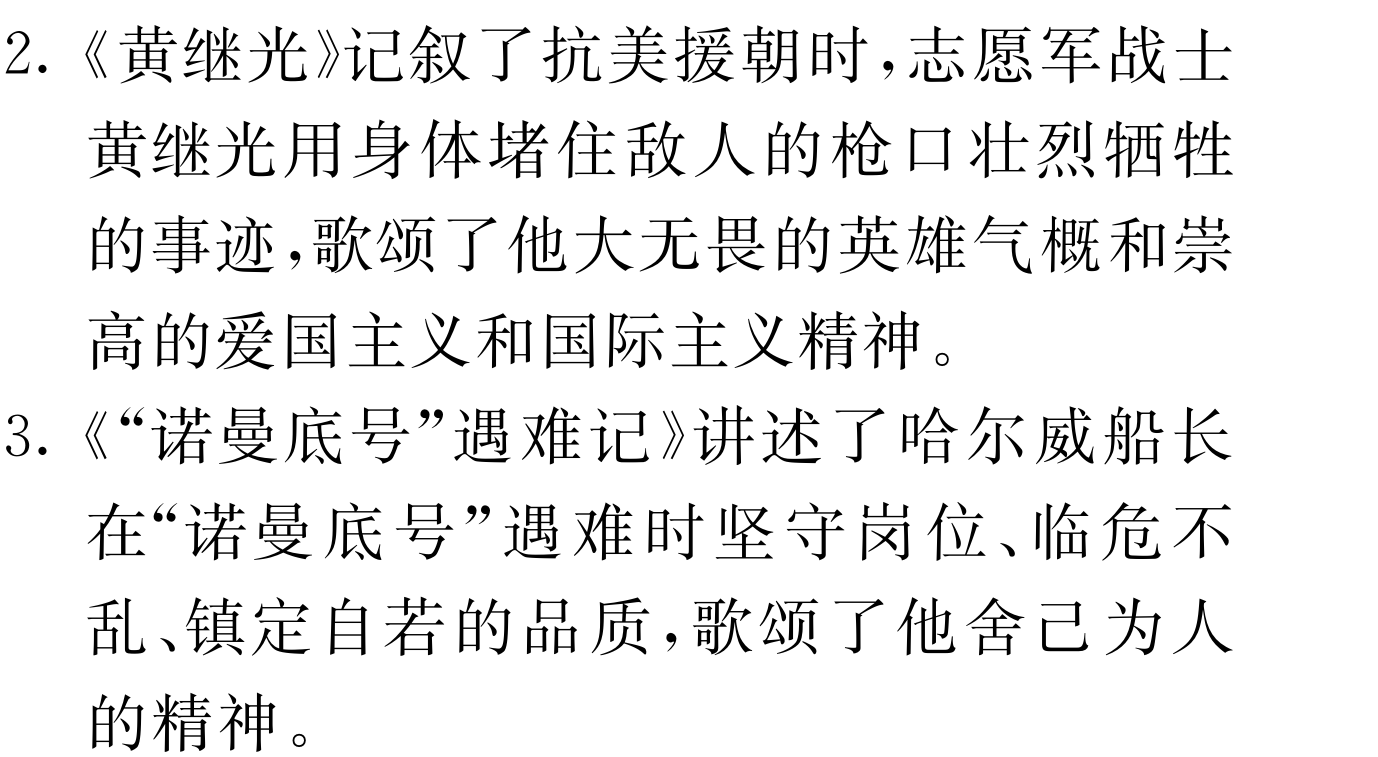 2.《黄继光》记叙了抗美援朝时,志愿军战士
黄继光用身体堵住敌人的枪口壮烈牺牲
的事迹,歌颂了他大无畏的英雄气概和崇
高的爱国主义和国际主义精神。
3.《“诺曼底号”遇难记》讲述了哈尔威船长
在“诺曼底号”遇难时坚守岗位、临危不
乱、镇定自若的品质,歌颂了他舍己为人
的精神。